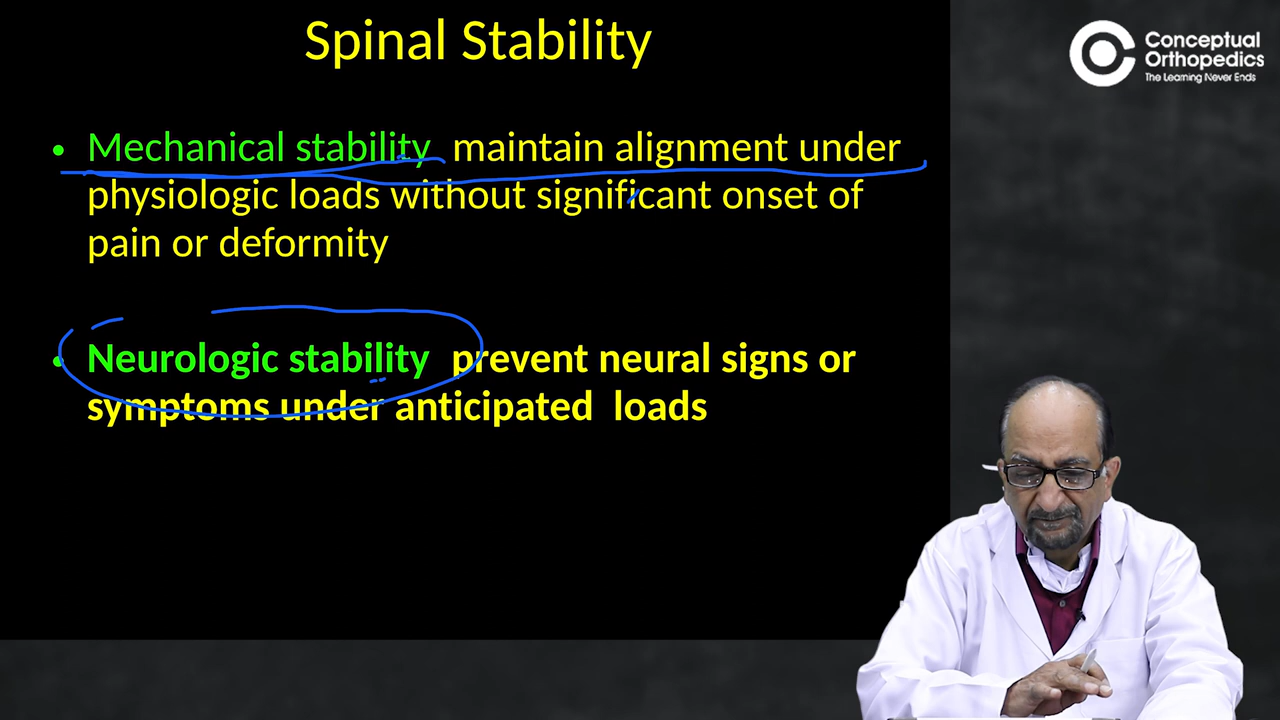 Spinal Stability
Conceptual
Orthopedics
The Learning Never Ends
• Mechanical stability maintain alignment under
physiologic loads without significant onset of
pain or deformity
• Neurologic stability prevent neural signs or
symptoms under anticipated loads